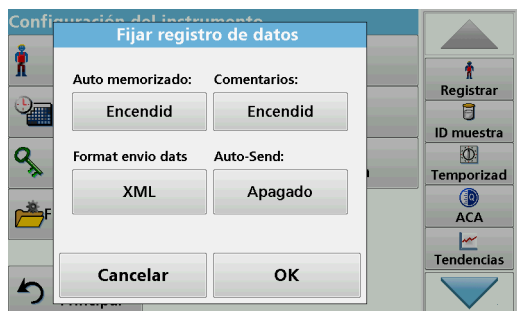 Configuración del instrumento
Fijar registro de datos
Auto memorizado:
Comentarios:
Encendid
Encendid
Format envio dats
Auto-Send:
XML
Apagado
Cancelar
OK
F
Principal
Registrar
ID muestra
Temporizad
ACA
Tendencias